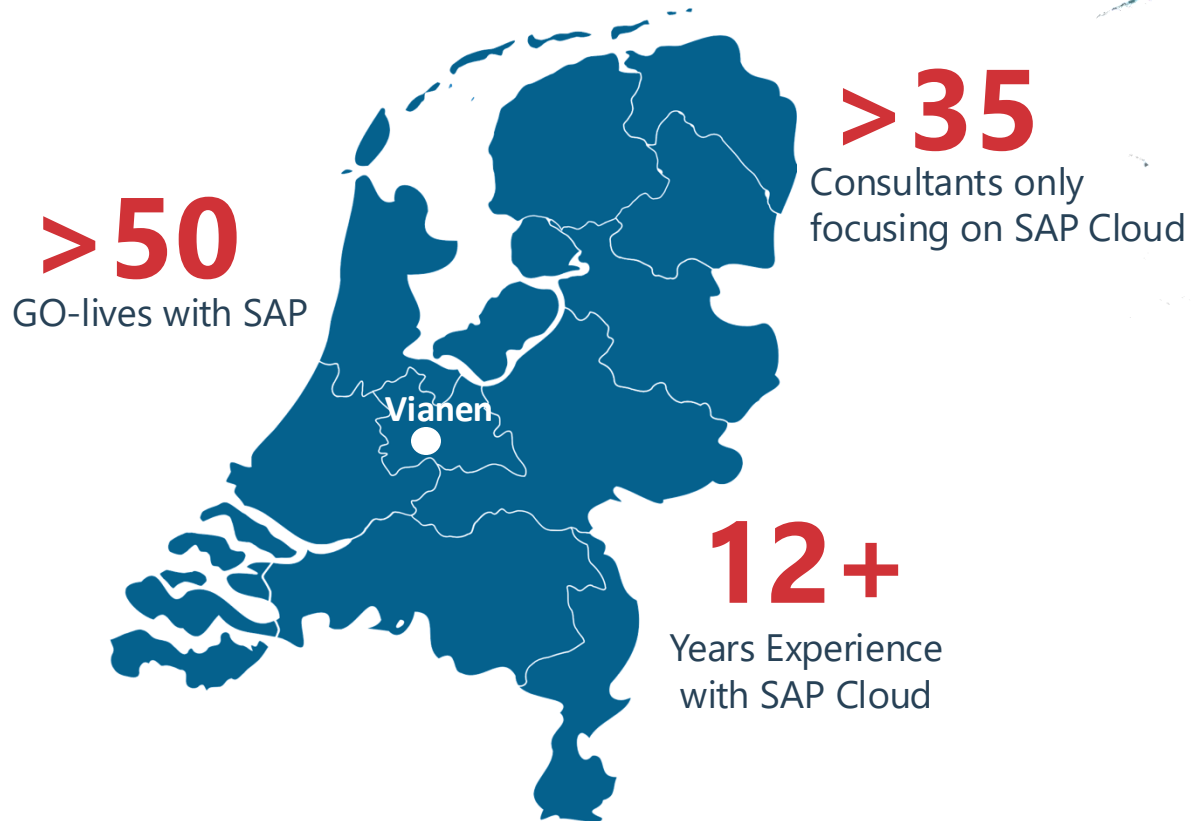 >35
Consultants only
focusing on SAP Cloud
>50
GO-lives with SAP
Vianen
12+
Years Experience
with SAP Cloud